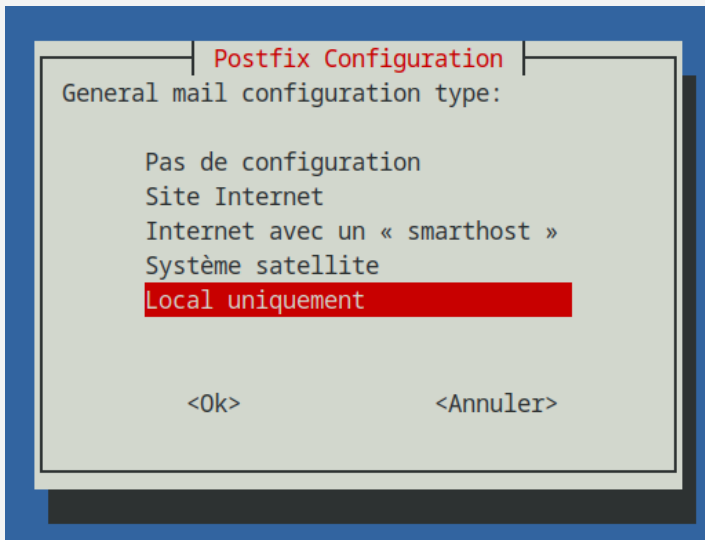 Postfix Configuration
General mail configuration type:
Pas de configuration
Site Internet
Internet avec un « smarthost »
Système satellite
Local uniquement
<Ok> <Annuler>